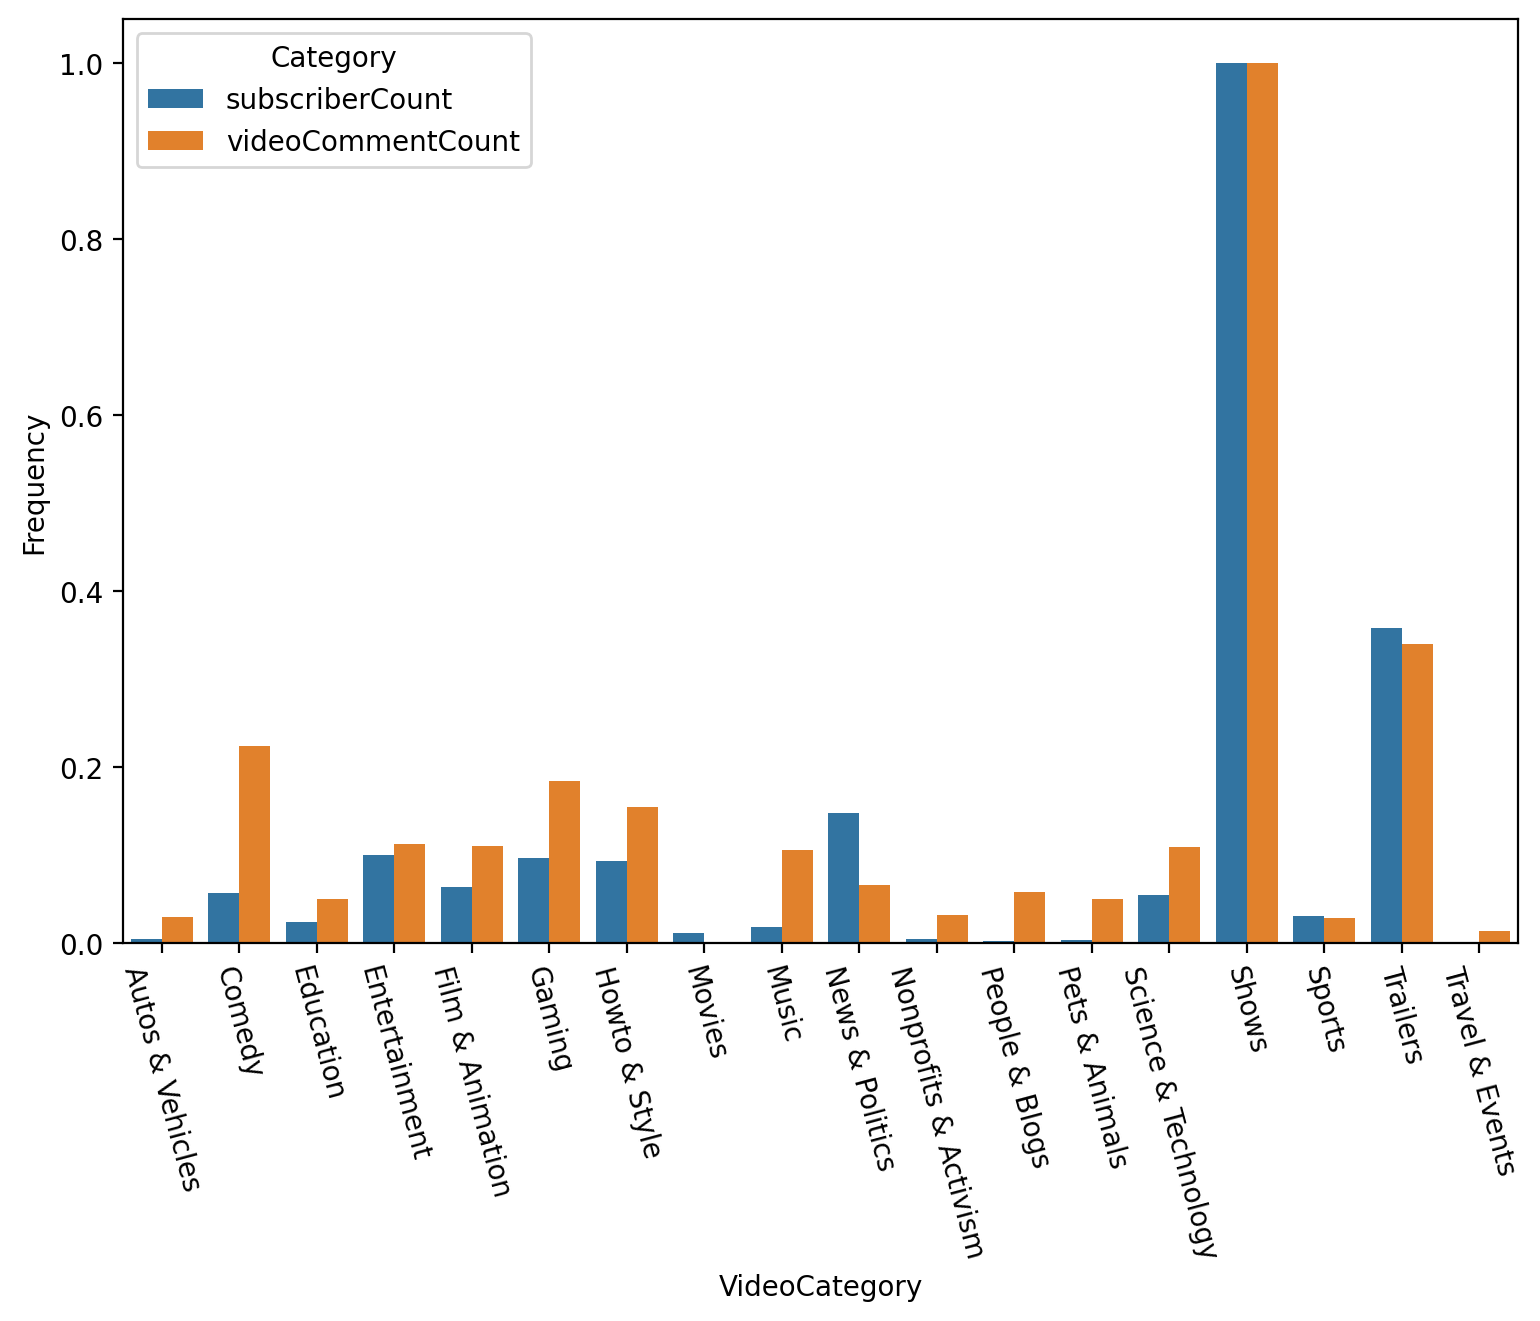 Category
subscriberCount
videoCommentCount
1.0
0.8
0.6
0.4
0.2
0.0
Frequency
Autos & Vehicles
Comedy
Education
Entertainment
Film & Animation
Gaming
Howto & Style
Movies
Music
News & Politics
Nonprofits & Activism
People & Blogs
Pets & Animals
Science & Technology
Shows
Sports
Trailers
Travel & Events
VideoCategory